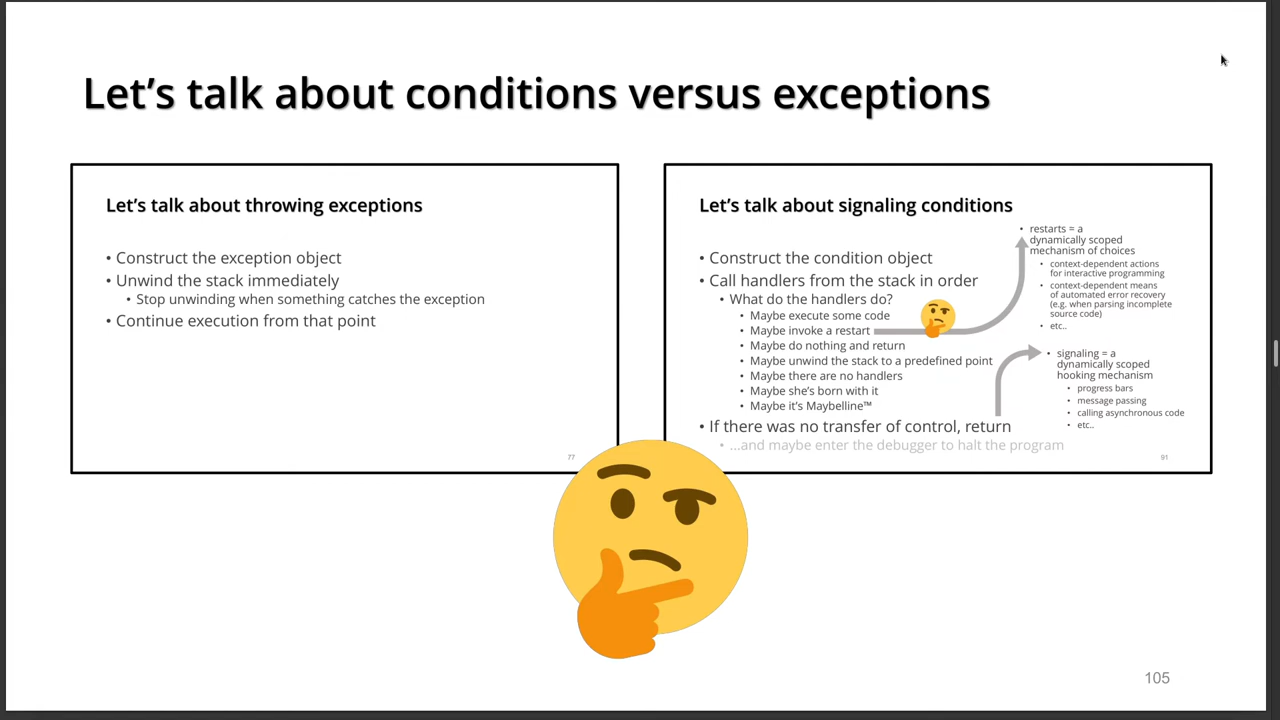 Let's talk about conditions versus exceptions
Let's talk about throwing exceptions
• Construct the exception object
• Unwind the stack immediately
• Stop unwinding when something catches the exception
• Continue execution from that point
77
Let's talk about signaling conditions
• Construct the condition object
• Call handlers from the stack in order
• What do the handlers do?
• Maybe execute some code
• Maybe invoke a restart
• Maybe do nothing and return
• Maybe unwind the stack to a predefined point
• Maybe there are no handlers
• Maybe she's born with it
• Maybe it's Maybelline™
• If there was no transfer of control, return
• ...and maybe enter the debugger to halt the program
• restarts = a
dynamically scoped
mechanism of choices
• context-dependent actions
for interactive programming
• context-dependent means
of automated error recovery
(e.g. when parsing incomplete
source code)
• etc..
• signaling = a
dynamically scoped
hooking mechanism
• progress bars
• message passing
• calling asynchronous code
• etc..
91
105